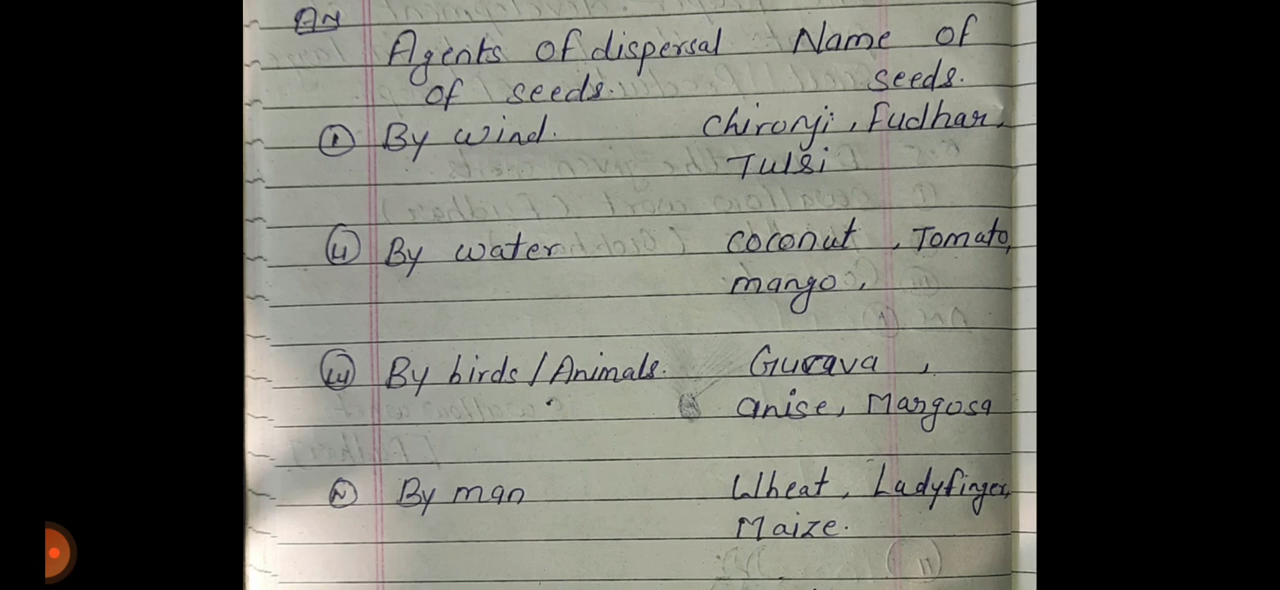 AN
Agents of dispersal Name of
of seeds. seeds.
(i) By wind. Chironji, Fudhar,
Tulsi
(ii) By water coconut, Tomato,
mango,
(iii) By birds/Animals. Guava,
anise, Margosa
(iv) By man Wheat, Ladyfinger,
Maize.